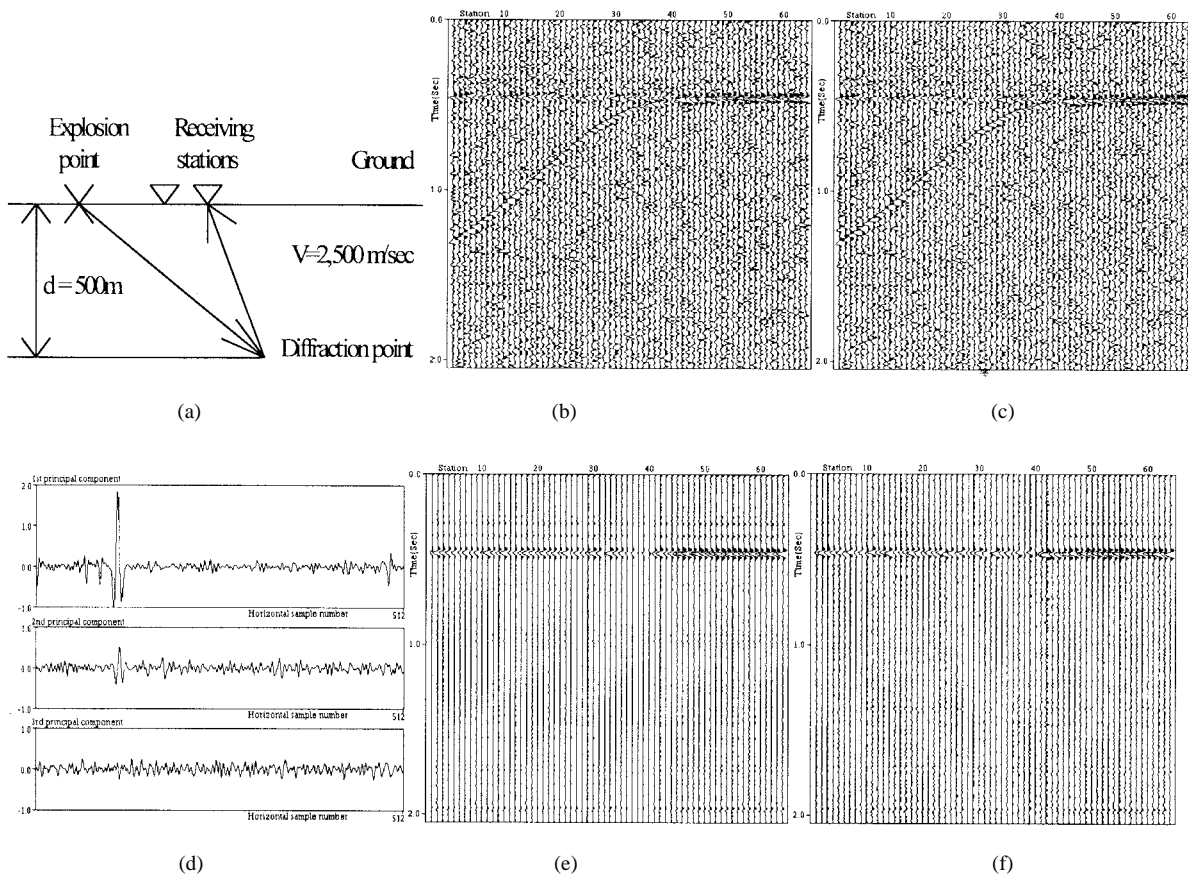 Explosion point
Receiving stations
Ground
V=2,500 m/sec
d = 500m
Diffraction point
(a)
Station 10 20 30 40 50 60
0.0
Time(Sec)
1.0
2.0
(b)
Station 10 20 30 40 50 60
0.0
Time(Sec)
1.0
2.0
(c)
1st principal component
2.0
1.0
0.0
-1.0
Horizontal sample number 512
2nd principal component
1.0
0.0
-1.0
Horizontal sample number 512
3rd principal component
1.0
0.0
-1.0
Horizontal sample number 512
(d)
Station 10 20 30 40 50 60
0.0
Time(Sec)
1.0
2.0
(e)
Station 10 20 30 40 50 60
0.0
Time(Sec)
1.0
2.0
(f)